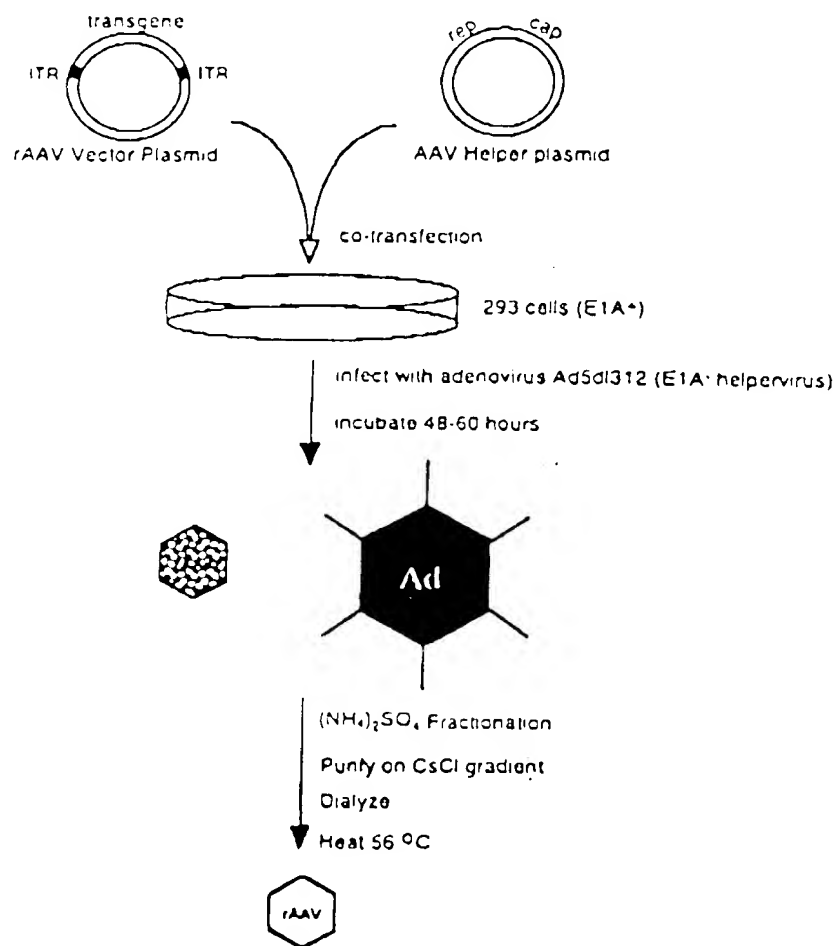 transgene
ITR
ITR
rAAV Vector Plasmid
rep
cap
AAV Helper plasmid
co-transfection
293 cells (E1A+)
infect with adenovirus Ad5dl312 (E1A- helpervirus)
incubate 48-60 hours
Ad
(NH₄)₂SO₄ Fractionation
Purify on CsCl gradient
Dialyze
Heat 56 ºC
rAAV